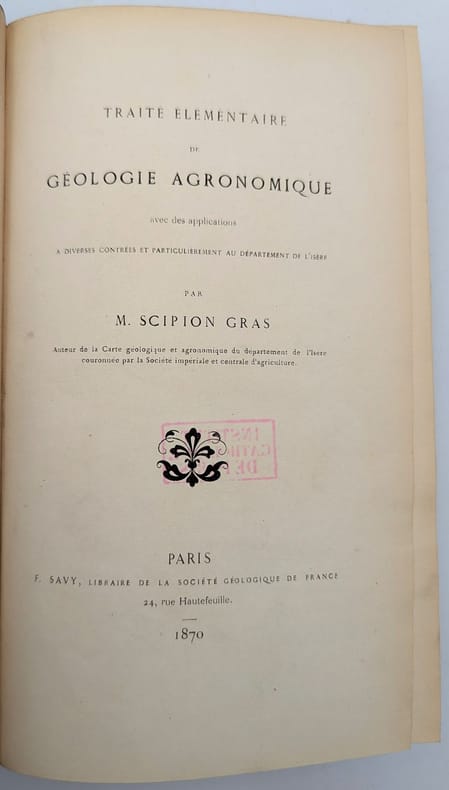 TRAITÉ ÉLÉMENTAIRE
DE
GÉOLOGIE AGRONOMIQUE
avec des applications
A DIVERSES CONTRÉES ET PARTICULIÈREMENT AU DÉPARTEMENT DE L'ISÈRE
PAR
M. SCIPION GRAS
Auteur de la Carte géologique et agronomique du département de l'Isère
couronnée par la Société impériale et centrale d'agriculture.
PARIS
F. SAVY, LIBRAIRE DE LA SOCIÉTÉ GÉOLOGIQUE DE FRANCE
24, rue Hautefeuille.
1870